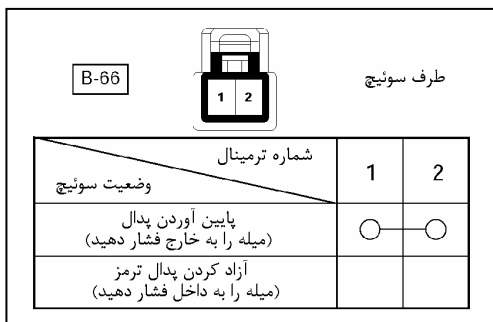 B-66
طرف سوئیچ
1 2
شماره ترمینال
وضعیت سوئیچ
1 2
پایین آوردن پدال
(میله را به خارج فشار دهید)
آزاد کردن پدال ترمز
(میله را به داخل فشار دهید)